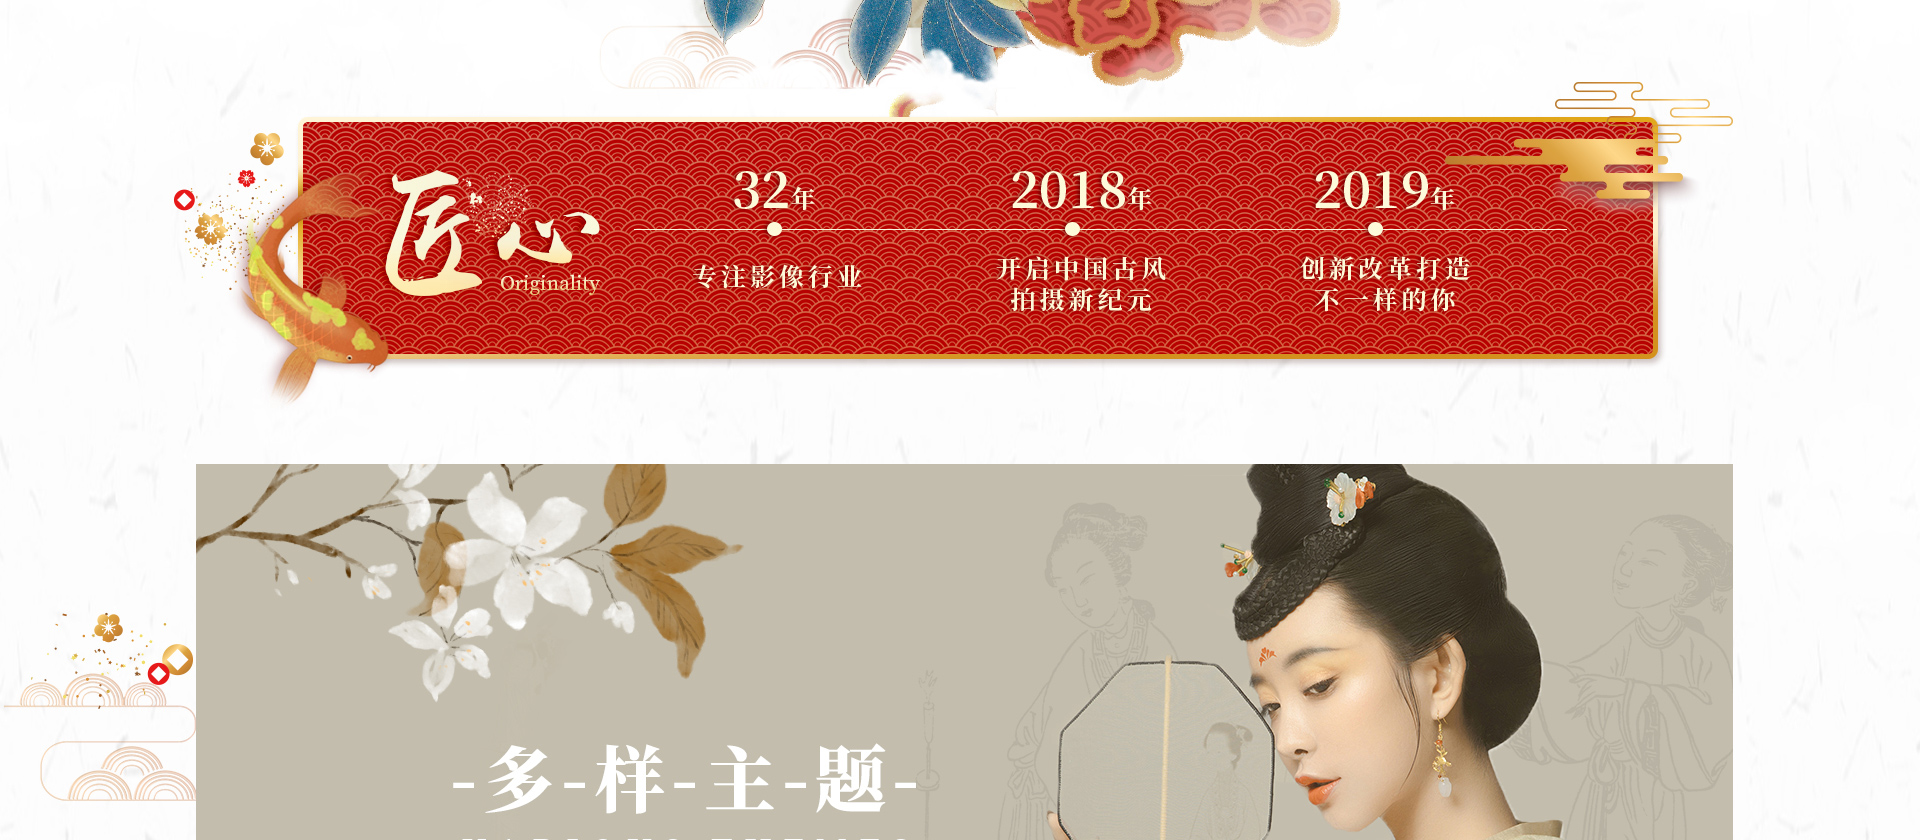 匠心
Originality
32年
专注影像行业
2018年
开启中国古风
拍摄新纪元
2019年
创新改革打造
不一样的你
-多-样-主-题-